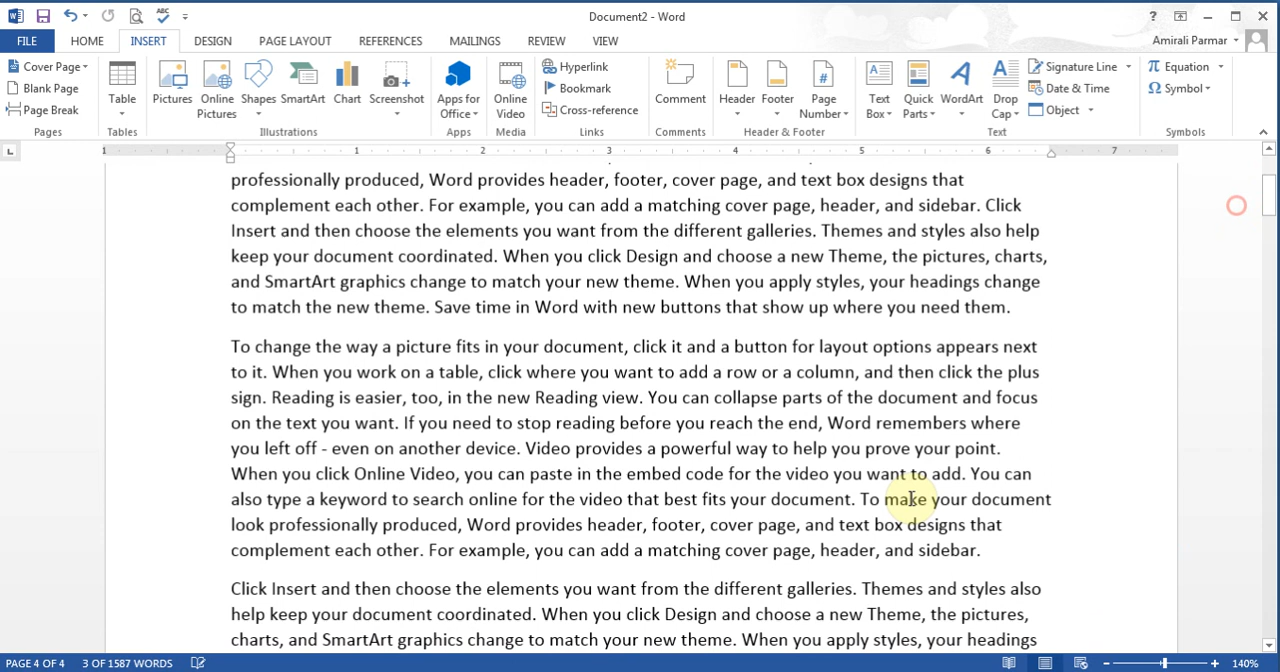 Document2 - Word
FILE HOME INSERT DESIGN PAGE LAYOUT REFERENCES MAILINGS REVIEW VIEW Amirali Parmar
Cover Page
Blank Page
Page Break
Pages
Table
Tables
Pictures
Online Pictures
Shapes
SmartArt
Chart
Screenshot
Illustrations
Apps for Office
Apps
Online Video
Media
Hyperlink
Bookmark
Cross-reference
Links
Comment
Comments
Header
Footer
Page Number
Header & Footer
Text Box
Quick Parts
WordArt
Drop Cap
Signature Line
Date & Time
Object
Text
Equation
Symbol
Symbols
1 1 2 3 4 5 6 7
professionally produced, Word provides header, footer, cover page, and text box designs that
complement each other. For example, you can add a matching cover page, header, and sidebar. Click
Insert and then choose the elements you want from the different galleries. Themes and styles also help
keep your document coordinated. When you click Design and choose a new Theme, the pictures, charts,
and SmartArt graphics change to match your new theme. When you apply styles, your headings change
to match the new theme. Save time in Word with new buttons that show up where you need them.
To change the way a picture fits in your document, click it and a button for layout options appears next
to it. When you work on a table, click where you want to add a row or a column, and then click the plus
sign. Reading is easier, too, in the new Reading view. You can collapse parts of the document and focus
on the text you want. If you need to stop reading before you reach the end, Word remembers where
you left off - even on another device. Video provides a powerful way to help you prove your point.
When you click Online Video, you can paste in the embed code for the video you want to add. You can
also type a keyword to search online for the video that best fits your document. To make your document
look professionally produced, Word provides header, footer, cover page, and text box designs that
complement each other. For example, you can add a matching cover page, header, and sidebar.
Click Insert and then choose the elements you want from the different galleries. Themes and styles also
help keep your document coordinated. When you click Design and choose a new Theme, the pictures,
charts, and SmartArt graphics change to match your new theme. When you apply styles, your headings
PAGE 4 OF 4 3 OF 1587 WORDS 140%